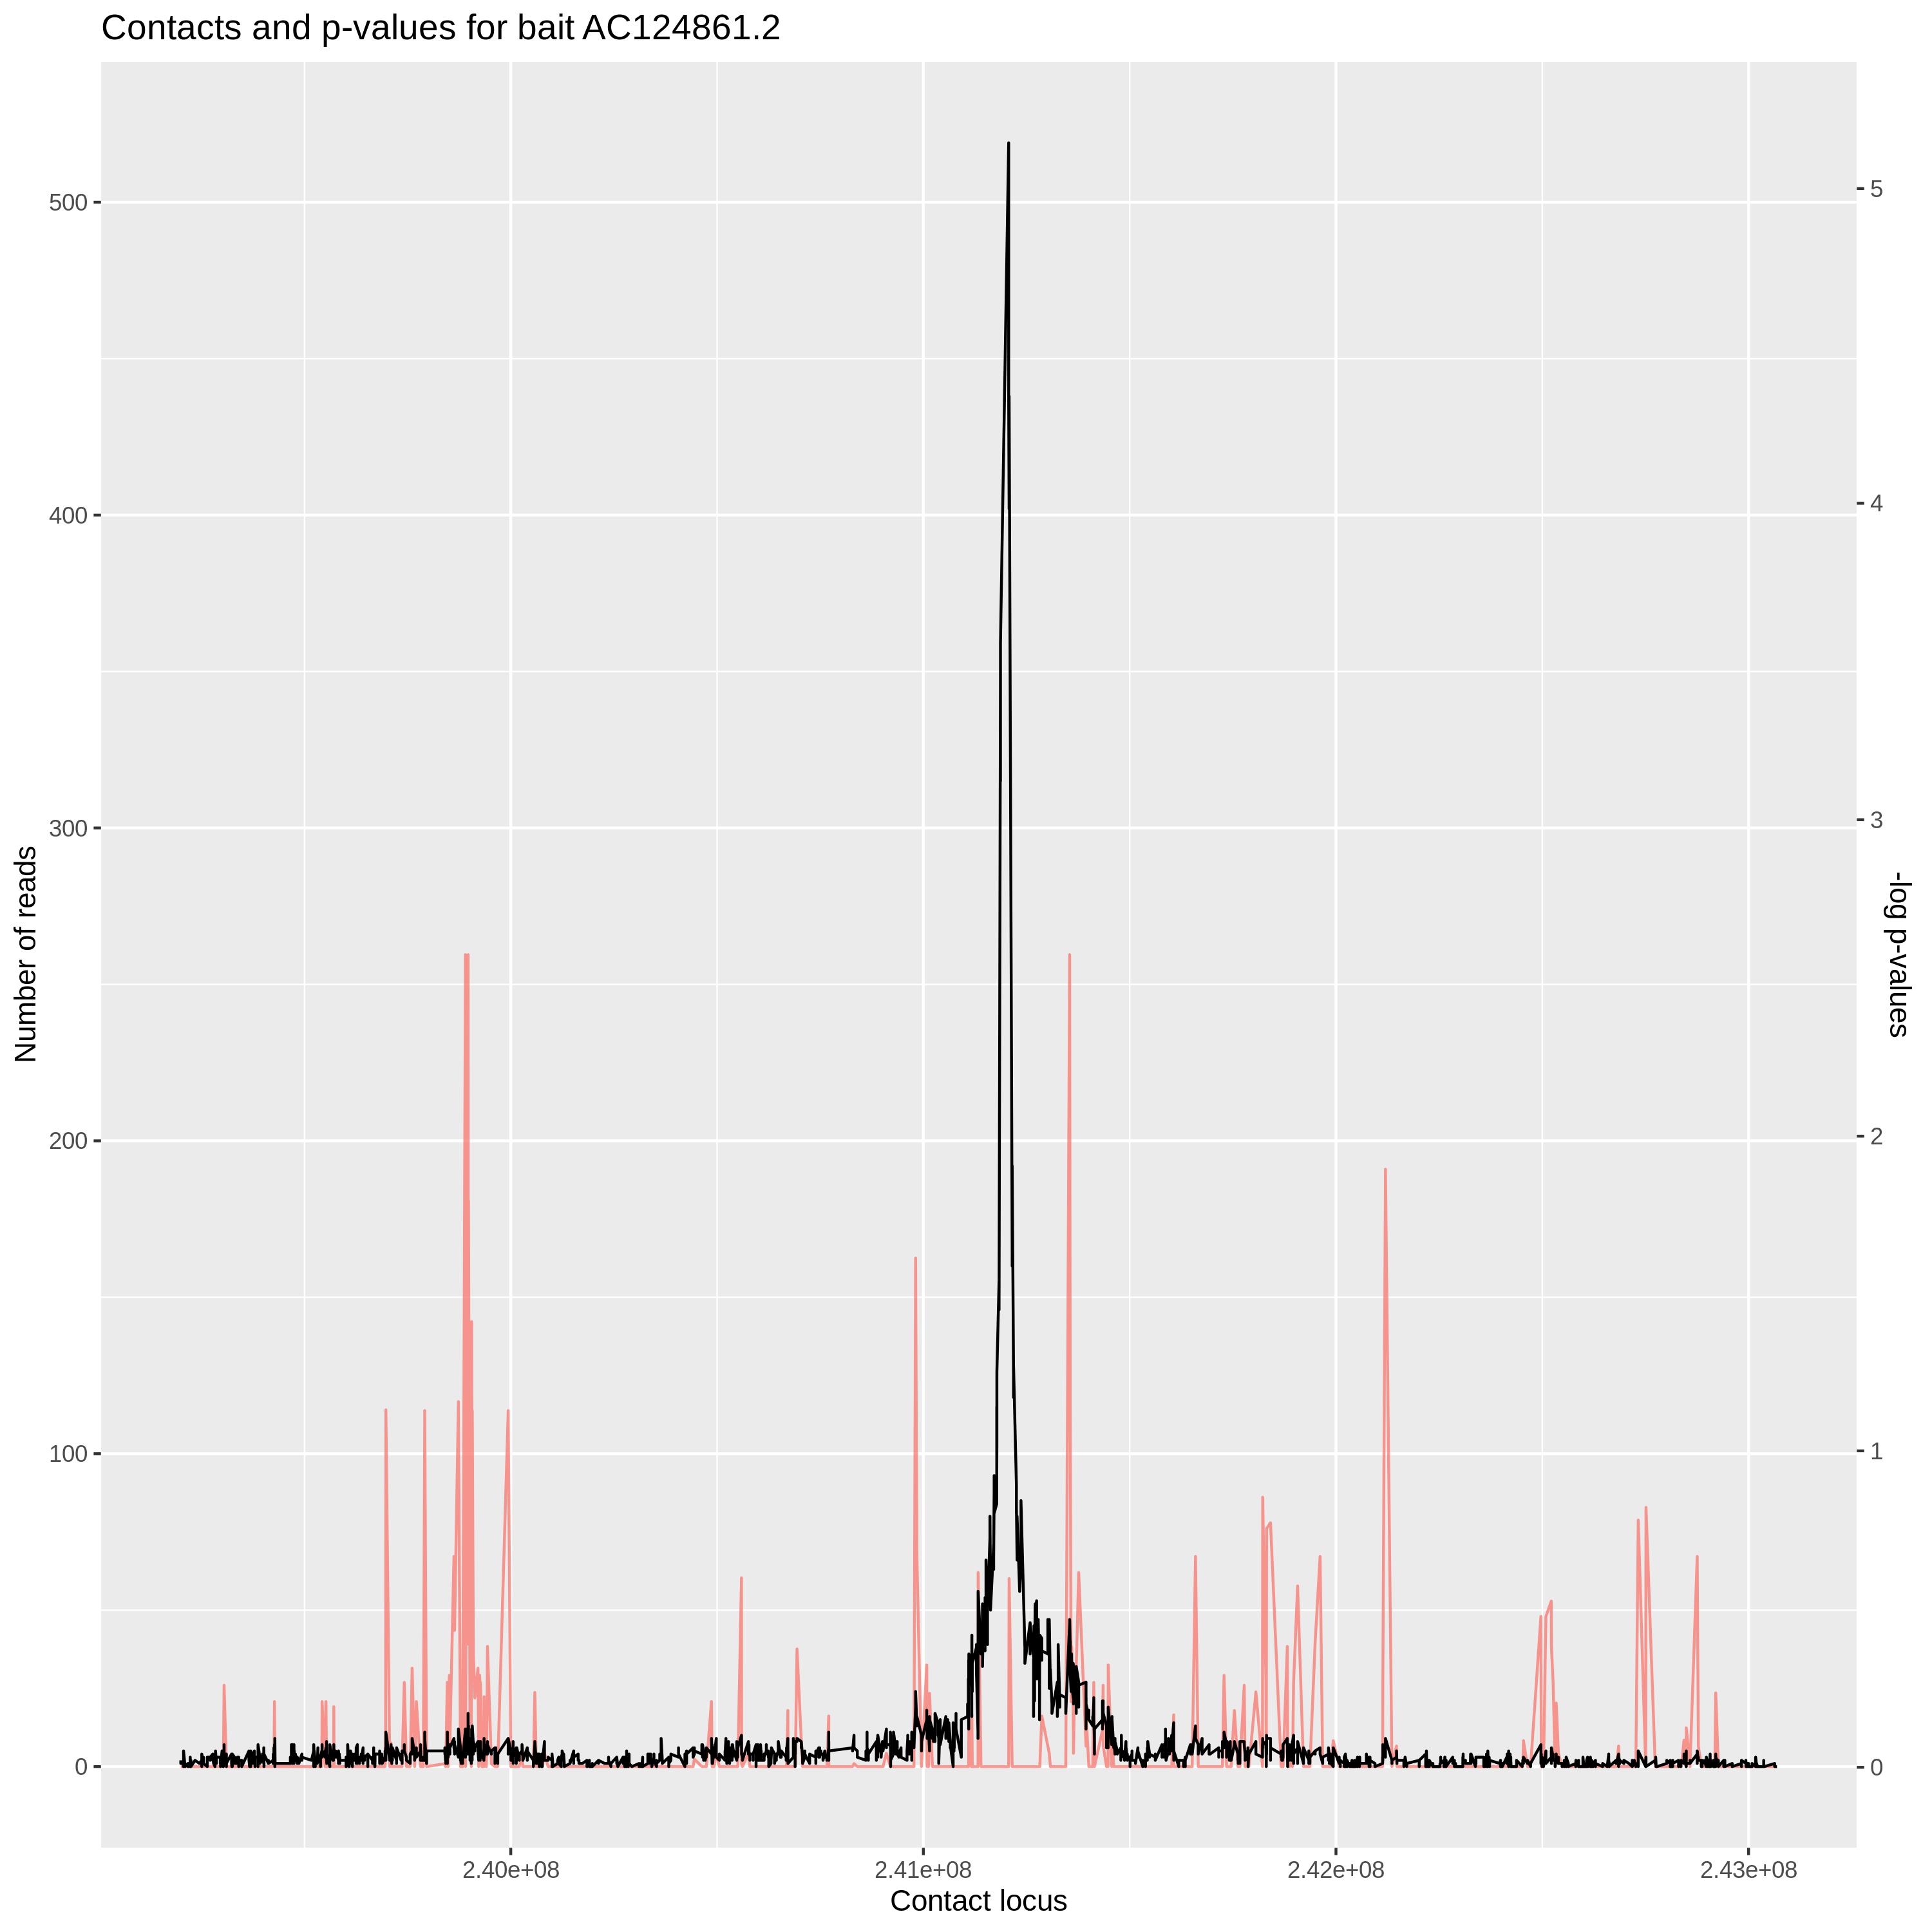 Contacts and p-values for bait AC124861.2
500
400
300
200
100
0
5
4
3
2
1
0
Number of reads
-log p-values
2.40e+08
2.41e+08
2.42e+08
2.43e+08
Contact locus